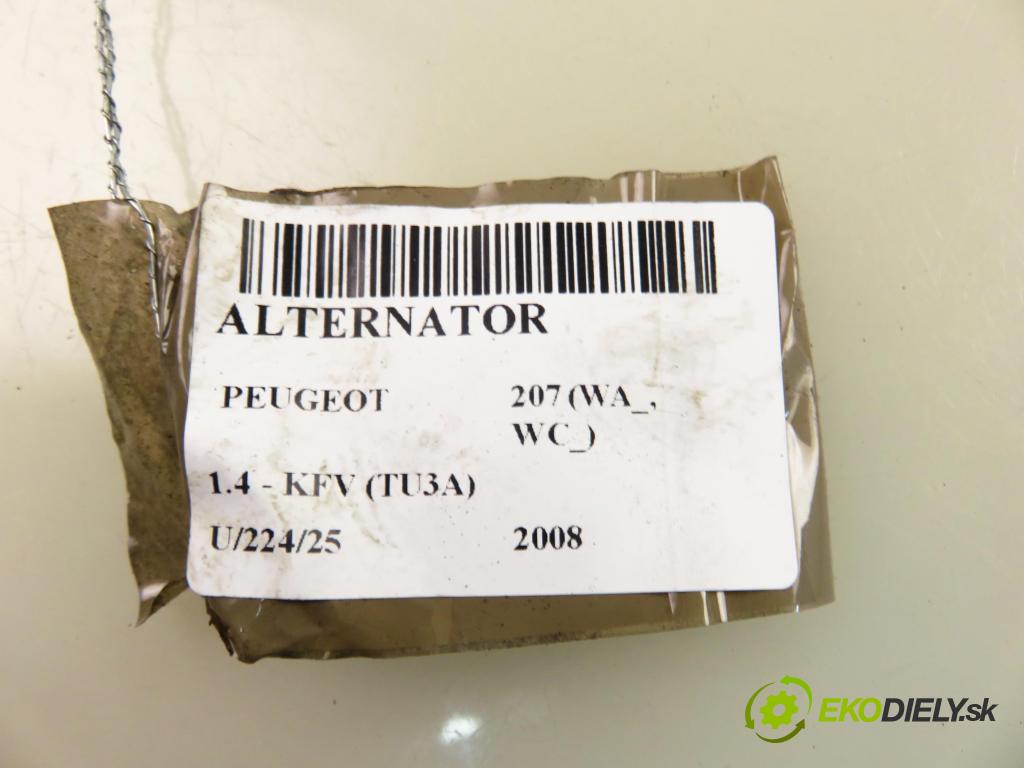 ALTERNATOR
PEUGEOT 207 (WA_,
WC_)
1.4 - KFV (TU3A)
U/224/25 2008
EKODIELY.sk